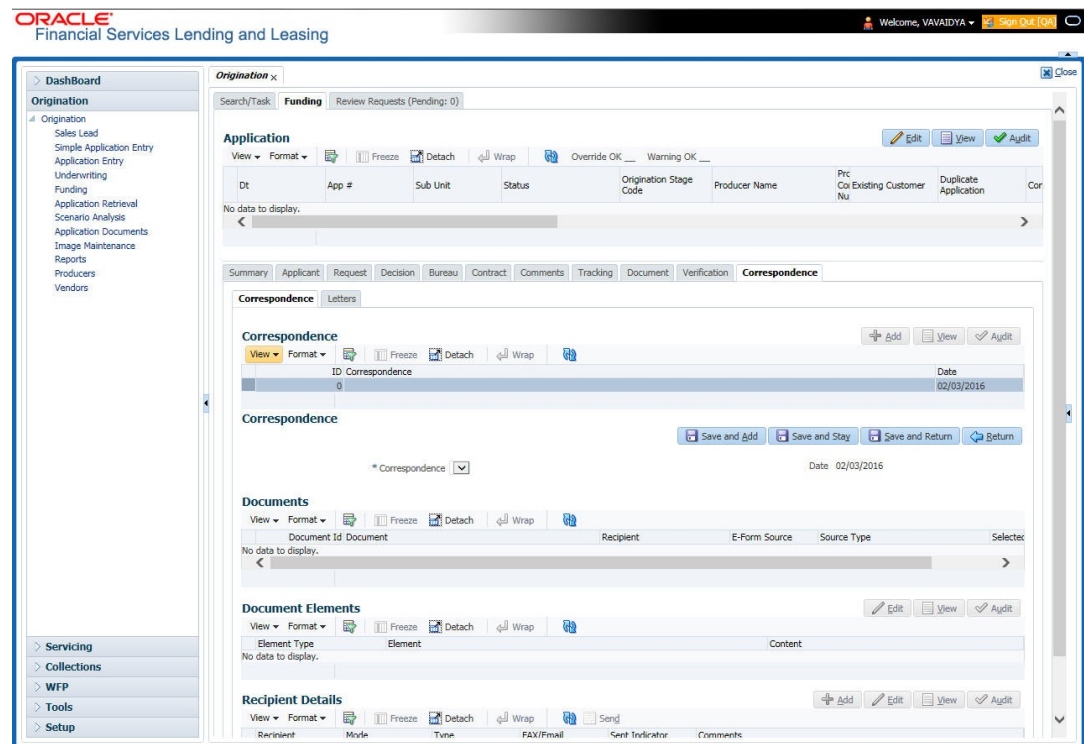 ORACLE®
Financial Services Lending and Leasing
Welcome, VAVAIDYA
Sign Out [QA]
DashBoard
Origination
Origination
Sales Lead
Simple Application Entry
Application Entry
Underwriting
Funding
Application Retrieval
Scenario Analysis
Application Documents
Image Maintenance
Reports
Producers
Vendors
Servicing
Collections
WFP
Tools
Setup
Origination x
Close
Search/Task Funding Review Requests (Pending: 0)
Application
Edit View Audit
View Format Freeze Detach Wrap Override OK __ Warning OK __
Dt App # Sub Unit Status Origination Stage Code Producer Name Prc Coi Nu Existing Customer Duplicate Application Cor
No data to display.
Summary Applicant Request Decision Bureau Contract Comments Tracking Document Verification Correspondence
Correspondence Letters
Correspondence
Add View Audit
View Format Freeze Detach Wrap
ID Correspondence Date
0 02/03/2016
Correspondence
Save and Add Save and Stay Save and Return Return
* Correspondence Date 02/03/2016
Documents
View Format Freeze Detach Wrap
Document Id Document Recipient E-Form Source Source Type Selected
No data to display.
Document Elements
Edit View Audit
View Format Freeze Detach Wrap
Element Type Element Content
No data to display.
Recipient Details
Add Edit View Audit
View Format Freeze Detach Wrap Send
Recipient Mode Type FAX/Email Sent Indicator Comments